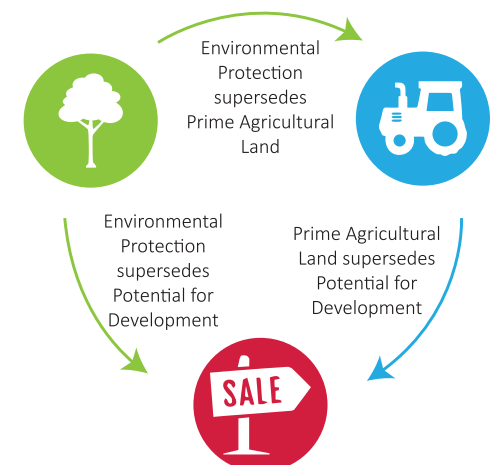 Environmental
Protection
supersedes
Prime Agricultural
Land
Environmental
Protection
supersedes
Potential for
Development
Prime Agricultural
Land supersedes
Potential for
Development
SALE